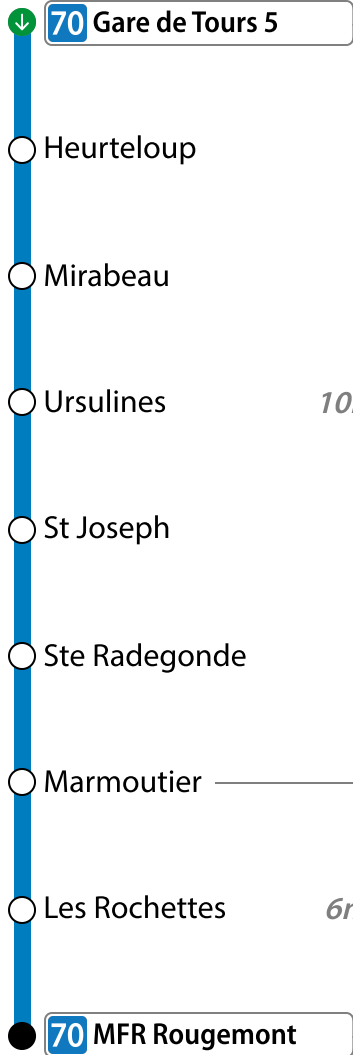 70 Gare de Tours 5
Heurteloup
Mirabeau
Ursulines
St Joseph
Ste Radegonde
Marmoutier
Les Rochettes
70 MFR Rougemont